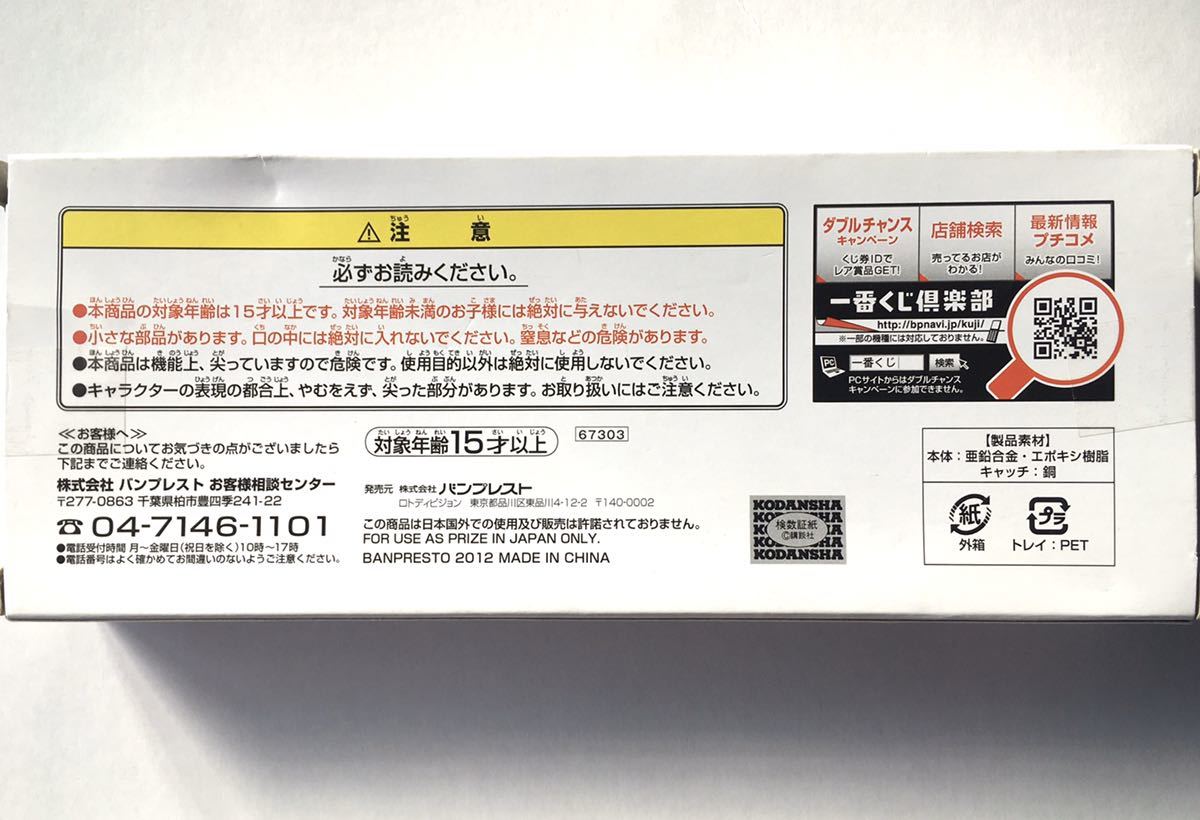 ⚠注意
必ずお読みください。
●本商品の対象年齢は15才以上です。対象年齢未満のお子様には絶対に与えないでください。
●小さな部品があります。口の中には絶対に入れないでください。窒息などの危険があります。
●本商品は機能上、尖っていますので危険です。使用目的以外は絶対に使用しないでください。
●キャラクターの表現の都合上、やむをえず、尖った部分があります。お取り扱いにはご注意ください。
ダブルチャンス
キャンペーン
くじ券IDで
レア賞品GET!
店舗検索
売ってるお店が
わかる!
最新情報
プチコメ
みんなの口コミ!
一番くじ倶楽部
http://bpnavi.jp/kuji/
※一部の機種には対応しておりません。
PC 一番くじ 検索
PCサイトからはダブルチャンス
キャンペーンに参加できません。
≪お客様へ≫
この商品についてお気づきの点がございましたら
下記までご連絡ください。
株式会社 バンプレスト お客様相談センター
〒277-0863 千葉県柏市豊四季241-22
☎04-7146-1101
●電話受付時間 月〜金曜日(祝日を除く)10時〜17時
●電話番号はよく確かめてお間違いのないようご注意ください。
対象年齢15才以上
67303
発売元 株式会社バンプレスト
ロトディビジョン 東京都品川区東品川4-12-2 〒140-0002
この商品は日本国外での使用及び販売は許諾されておりません。
FOR USE AS PRIZE IN JAPAN ONLY.
BANPRESTO 2012 MADE IN CHINA
KODANSHA
検数証紙
©講談社
KODANSHA
【製品素材】
本体：亜鉛合金・エポキシ樹脂
キャッチ：銅
紙
外箱
プラ
トレイ：PET